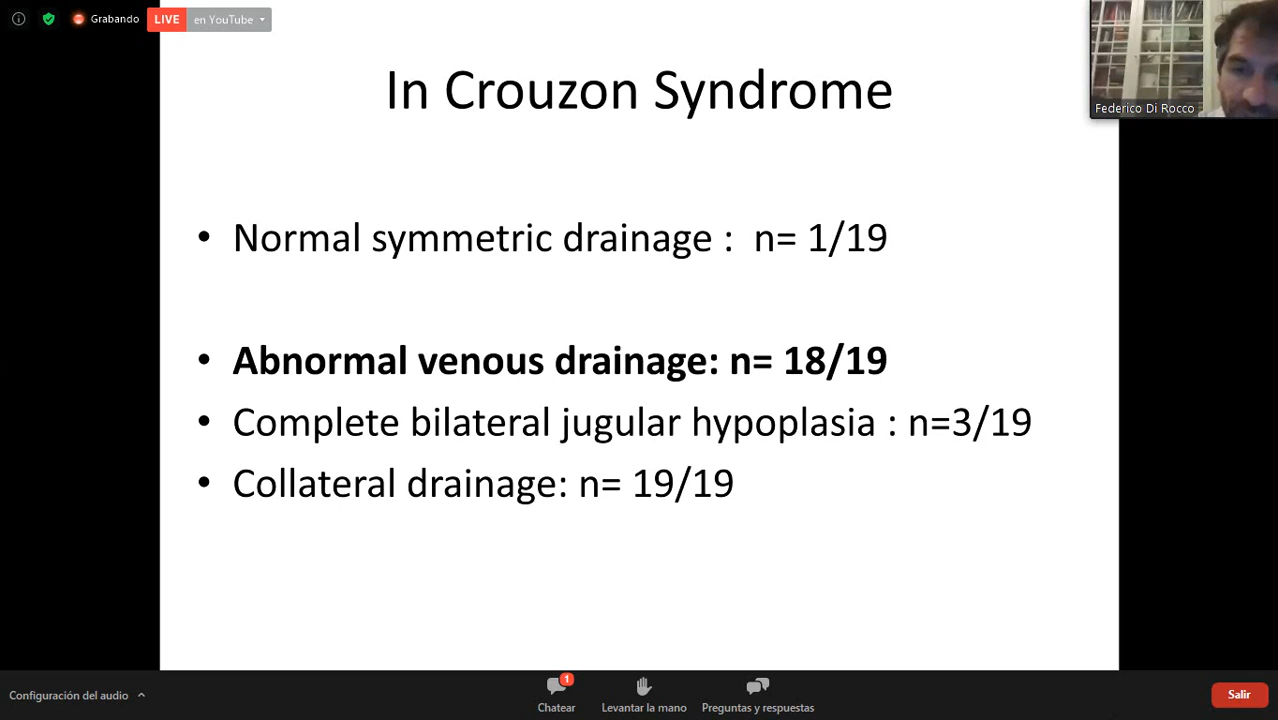 Grabando
LIVE en YouTube
In Crouzon Syndrome
Federico Di Rocco
• Normal symmetric drainage : n= 1/19
• Abnormal venous drainage: n= 18/19
• Complete bilateral jugular hypoplasia : n=3/19
• Collateral drainage: n= 19/19
Configuración del audio
1
Chatear
Levantar la mano
Preguntas y respuestas
Salir